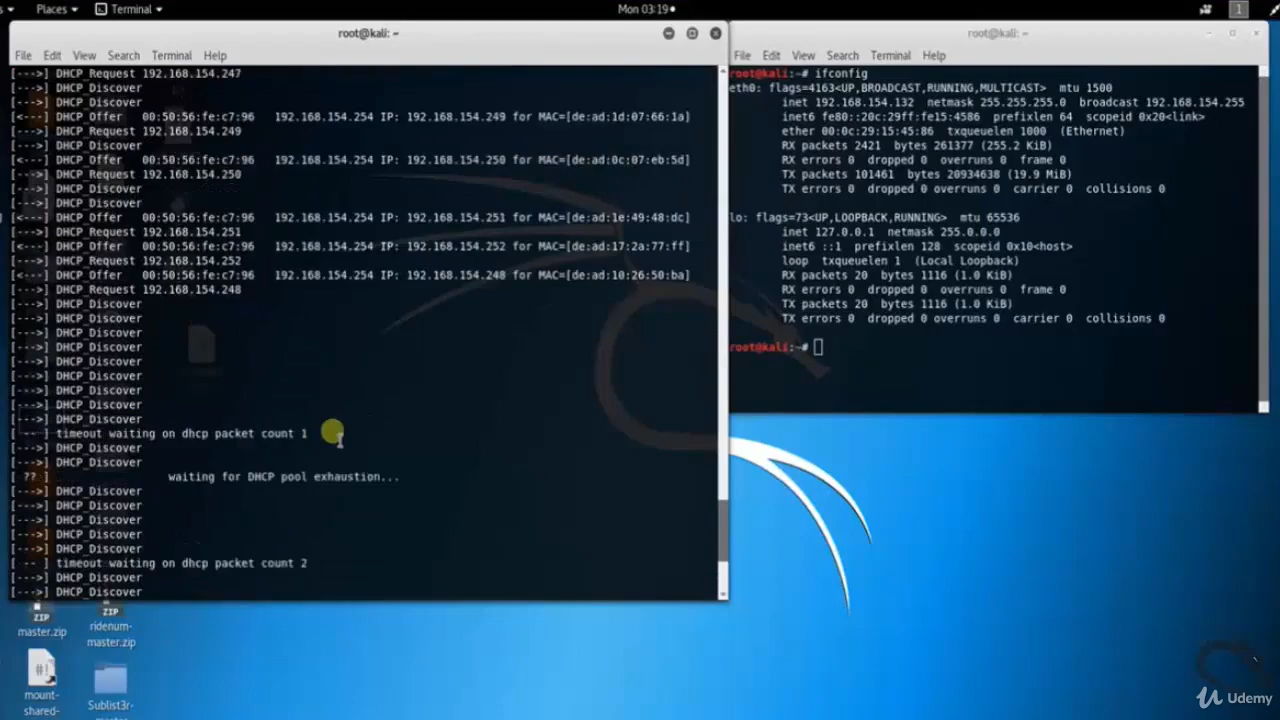 Places
Terminal
Mon 03:19
1
root@kali: ~
File Edit View Search Terminal Help
[--->] DHCP_Request 192.168.154.247
[--->] DHCP_Discover
[--->] DHCP_Discover
[<---] DHCP_Offer 00:50:56:fe:c7:96 192.168.154.254 IP: 192.168.154.249 for MAC=[de:ad:1d:07:66:1a]
[--->] DHCP_Request 192.168.154.249
[--->] DHCP_Discover
[<---] DHCP_Offer 00:50:56:fe:c7:96 192.168.154.254 IP: 192.168.154.250 for MAC=[de:ad:0c:07:eb:5d]
[--->] DHCP_Request 192.168.154.250
[--->] DHCP_Discover
[--->] DHCP_Discover
[<---] DHCP_Offer 00:50:56:fe:c7:96 192.168.154.254 IP: 192.168.154.251 for MAC=[de:ad:1e:49:48:dc]
[--->] DHCP_Request 192.168.154.251
[<---] DHCP_Offer 00:50:56:fe:c7:96 192.168.154.254 IP: 192.168.154.252 for MAC=[de:ad:17:2a:77:ff]
[--->] DHCP_Request 192.168.154.252
[<---] DHCP_Offer 00:50:56:fe:c7:96 192.168.154.254 IP: 192.168.154.248 for MAC=[de:ad:10:26:50:ba]
[--->] DHCP_Request 192.168.154.248
[--->] DHCP_Discover
[--->] DHCP_Discover
[--->] DHCP_Discover
[--->] DHCP_Discover
[--->] DHCP_Discover
[--->] DHCP_Discover
[--->] DHCP_Discover
[--->] DHCP_Discover
[--->] DHCP_Discover
[ -- ] timeout waiting on dhcp packet count 1
[--->] DHCP_Discover
[--->] DHCP_Discover
[ ?? ] waiting for DHCP pool exhaustion...
[--->] DHCP_Discover
[--->] DHCP_Discover
[--->] DHCP_Discover
[--->] DHCP_Discover
[--->] DHCP_Discover
[ -- ] timeout waiting on dhcp packet count 2
[--->] DHCP_Discover
[--->] DHCP_Discover
root@kali: ~
File Edit View Search Terminal Help
root@kali:~# ifconfig
eth0: flags=4163<UP,BROADCAST,RUNNING,MULTICAST> mtu 1500
inet 192.168.154.132 netmask 255.255.255.0 broadcast 192.168.154.255
inet6 fe80::20c:29ff:fe15:4586 prefixlen 64 scopeid 0x20<link>
ether 00:0c:29:15:45:86 txqueuelen 1000 (Ethernet)
RX packets 2421 bytes 261377 (255.2 KiB)
RX errors 0 dropped 0 overruns 0 frame 0
TX packets 101461 bytes 20934638 (19.9 MiB)
TX errors 0 dropped 0 overruns 0 carrier 0 collisions 0
lo: flags=73<UP,LOOPBACK,RUNNING> mtu 65536
inet 127.0.0.1 netmask 255.0.0.0
inet6 ::1 prefixlen 128 scopeid 0x10<host>
loop txqueuelen 1 (Local Loopback)
RX packets 20 bytes 1116 (1.0 KiB)
RX errors 0 dropped 0 overruns 0 frame 0
TX packets 20 bytes 1116 (1.0 KiB)
TX errors 0 dropped 0 overruns 0 carrier 0 collisions 0
root@kali:~#
ZIP
master.zip
ZIP
ridenum-
master.zip
#!
mount-
shared-
Sublist3r-
Udemy